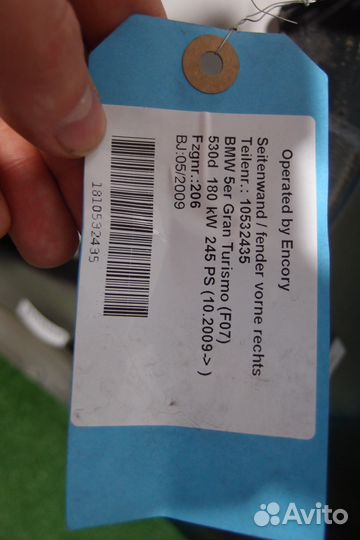 Operated by Encory
Seitenwand / fender vorne rechts
Teilenr.: 10532435
BMW 5er Gran Turismo (F07)
530d 180 kW 245 PS (10.2009-> )
Fzgnr.:206
BJ:05/2009
1810532435
Avito